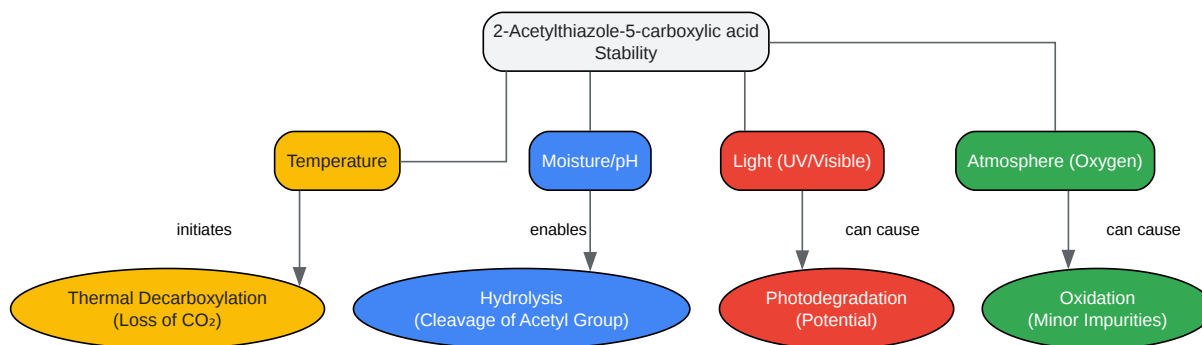 2-Acetylthiazole-5-carboxylic acid
Stability
Temperature
Moisture/pH
Light (UV/Visible)
Atmosphere (Oxygen)
initiates
enables
can cause
can cause
Thermal Decarboxylation
(Loss of CO₂)
Hydrolysis
(Cleavage of Acetyl Group)
Photodegradation
(Potential)
Oxidation
(Minor Impurities)